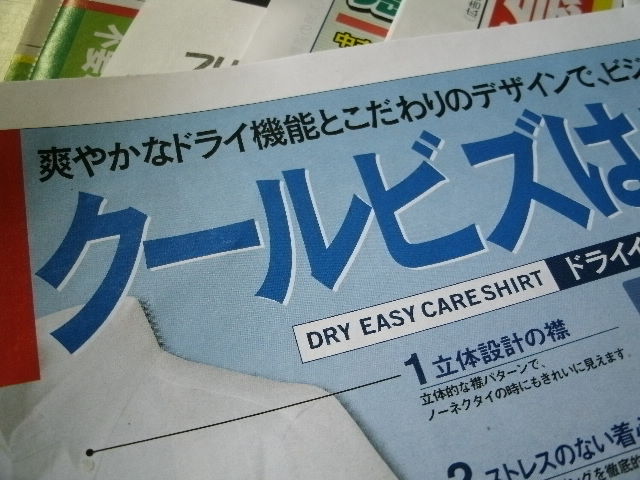 爽やかなドライ機能とこだわりのデザインで、ビジ
クールビズは
DRY EASY CARE SHIRT
ドライイ
1 立体設計の襟
立体的な襟パターンで、
ノーネクタイの時にもきれいに見えます。
2 ストレスのない着